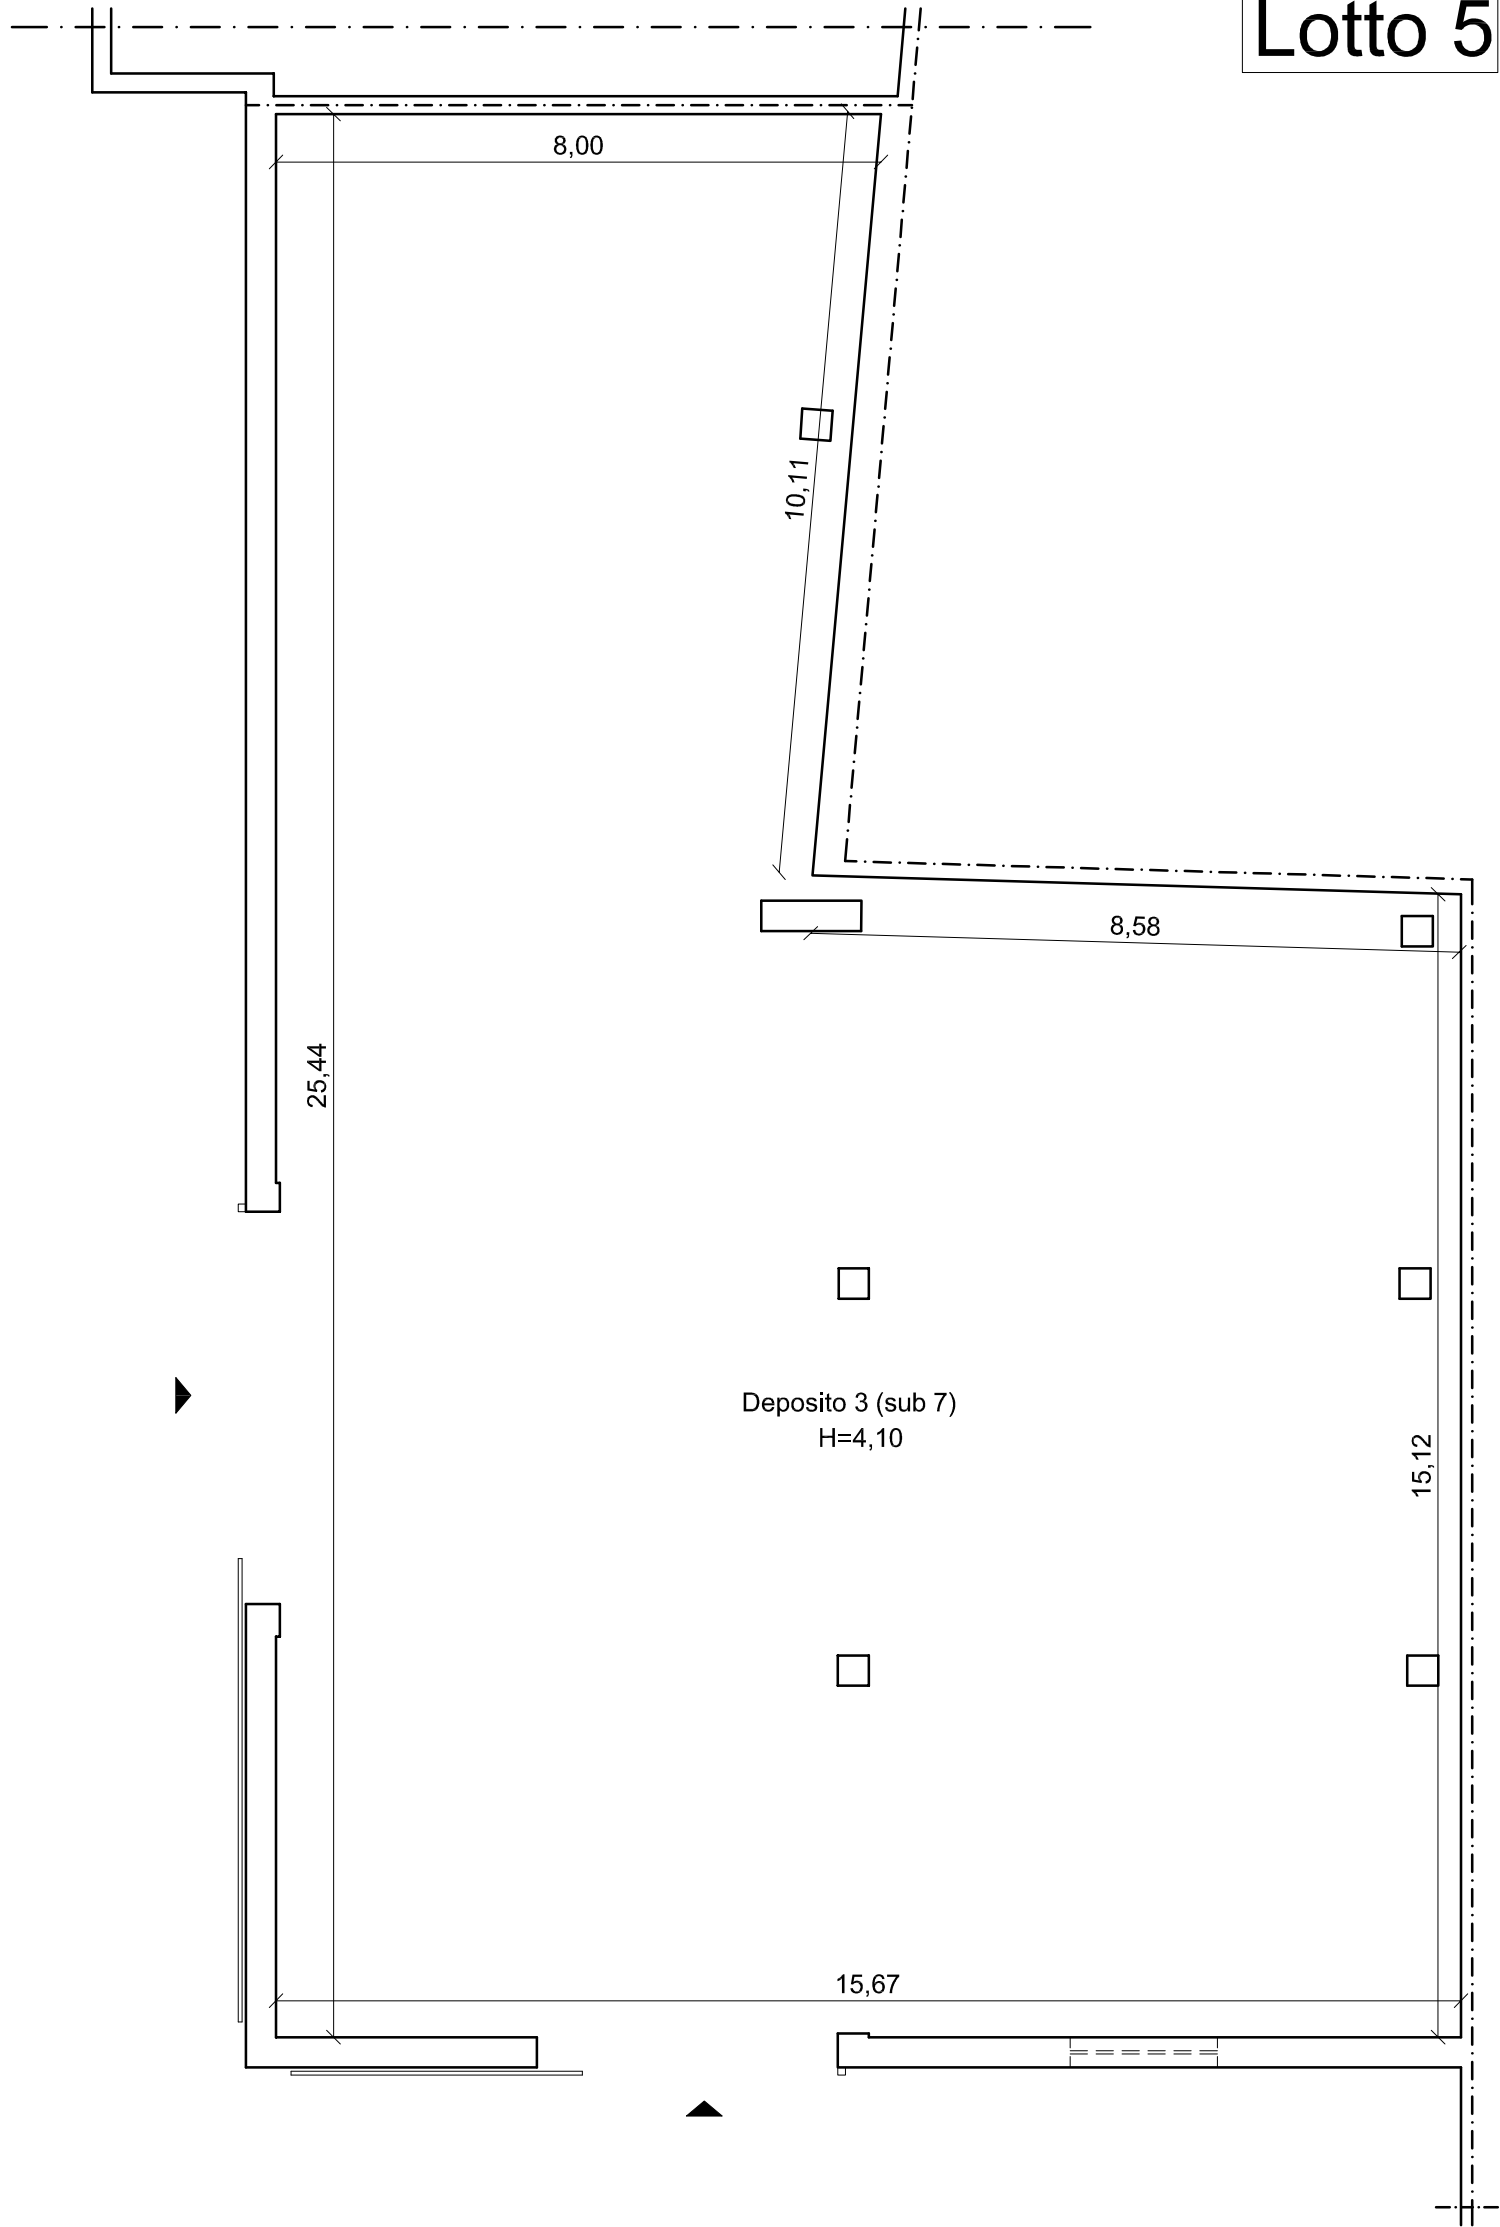 Lotto 5
8,00
10,11
8,58
25,44
Deposito 3 (sub 7)
H=4,10
15,12
15,67